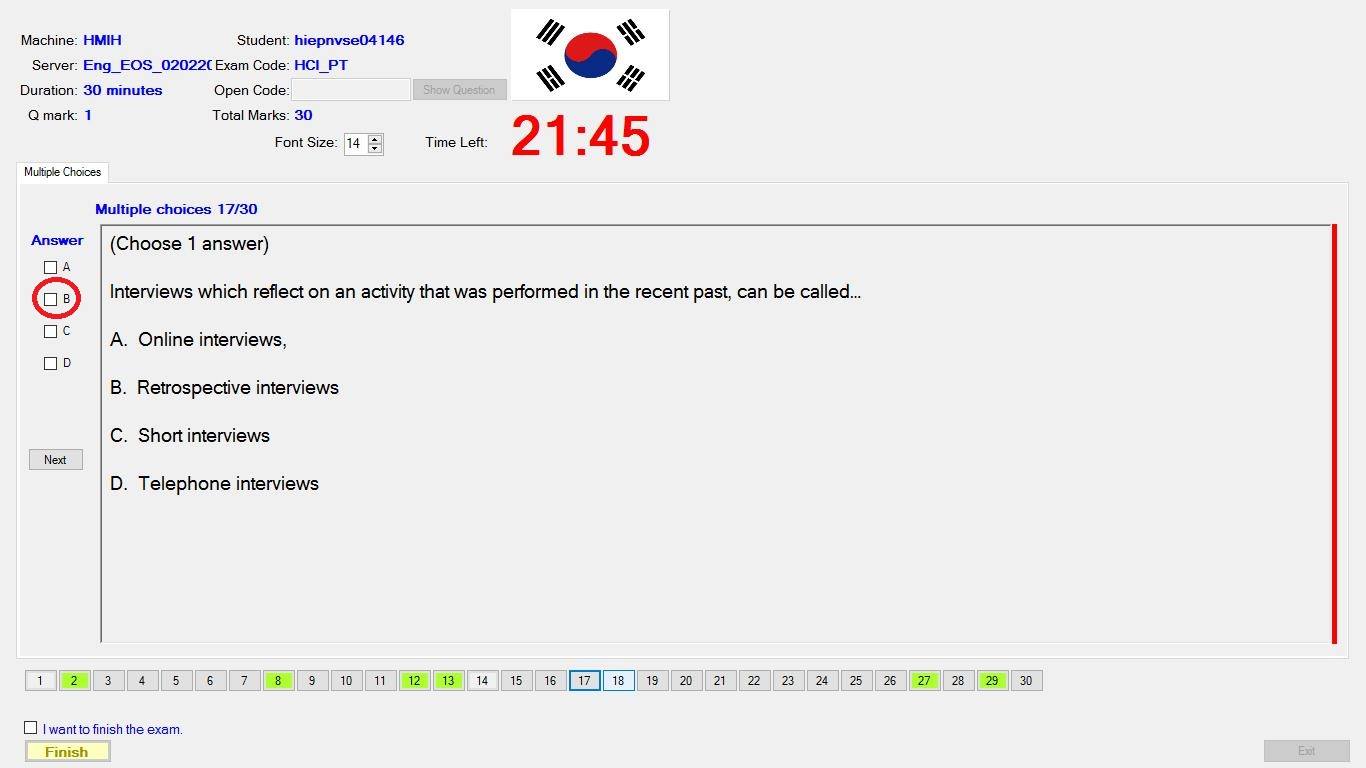 Machine: HMIH Student: hiepnvse04146
Server: Eng_EOS_020220 Exam Code: HCI_PT
Duration: 30 minutes Open Code: Show Question
Q mark: 1 Total Marks: 30
Font Size: 14 Time Left: 21:45
Multiple Choices
Multiple choices 17/30
Answer
(Choose 1 answer)
A
Interviews which reflect on an activity that was performed in the recent past, can be called...
B
C
D
A. Online interviews,
B. Retrospective interviews
C. Short interviews
D. Telephone interviews
Next
1 2 3 4 5 6 7 8 9 10 11 12 13 14 15 16 17 18 19 20 21 22 23 24 25 26 27 28 29 30
I want to finish the exam.
Finish
Exit